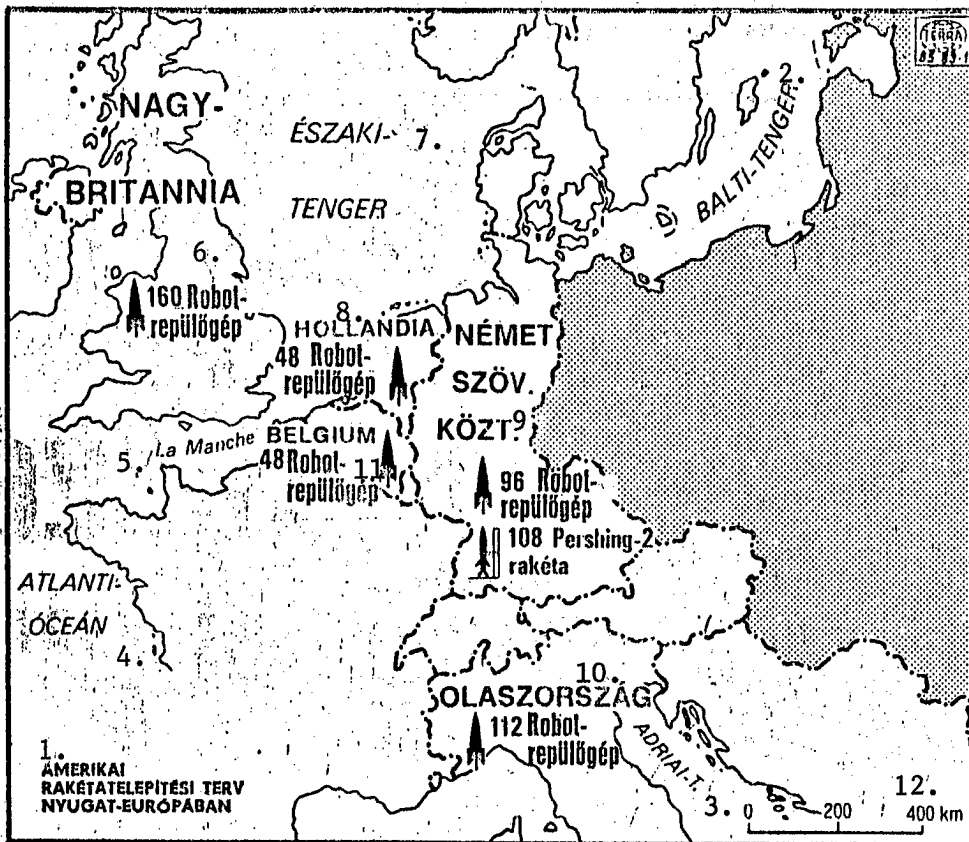 TERRA
2.
NAGY-
BRITANNIA
ÉSZAKI-
7.
TENGER
BALTI-TENGER
6.
160 Robot-
repülőgép
8.
HOLLANDIA
48 Robot-
repülőgép
NÉMET
SZÖV.
KÖZT.
9.
5.
La Manche
BELGIUM
48 Robot-
repülőgép
11
96 Robot-
repülőgép
108 Pershing-2
rakéta
ATLANTI-
ÓCEÁN
4.
10.
OLASZORSZÁG
112 Robot-
repülőgép
ADRIAI-T.
1.
AMERIKAI
RAKÉTATELEPÍTÉSI TERV
NYUGAT-EURÓPÁBAN
3.
12.
0 200 400 km